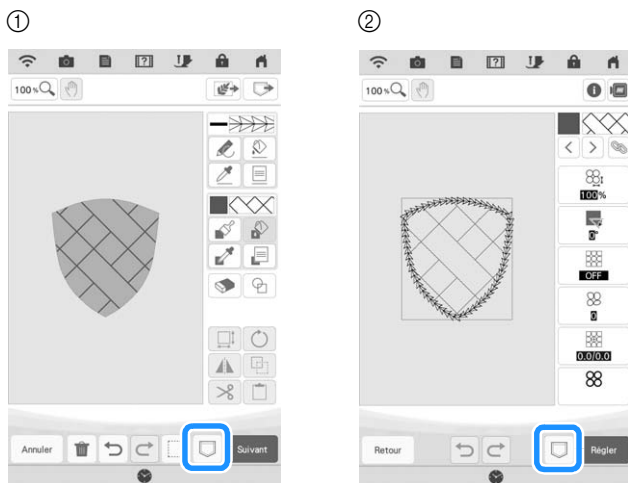 ① ②
100 %
Annuler Suivant
100 %
100%
0°
OFF
0
0.0/0.0
Retour Régler